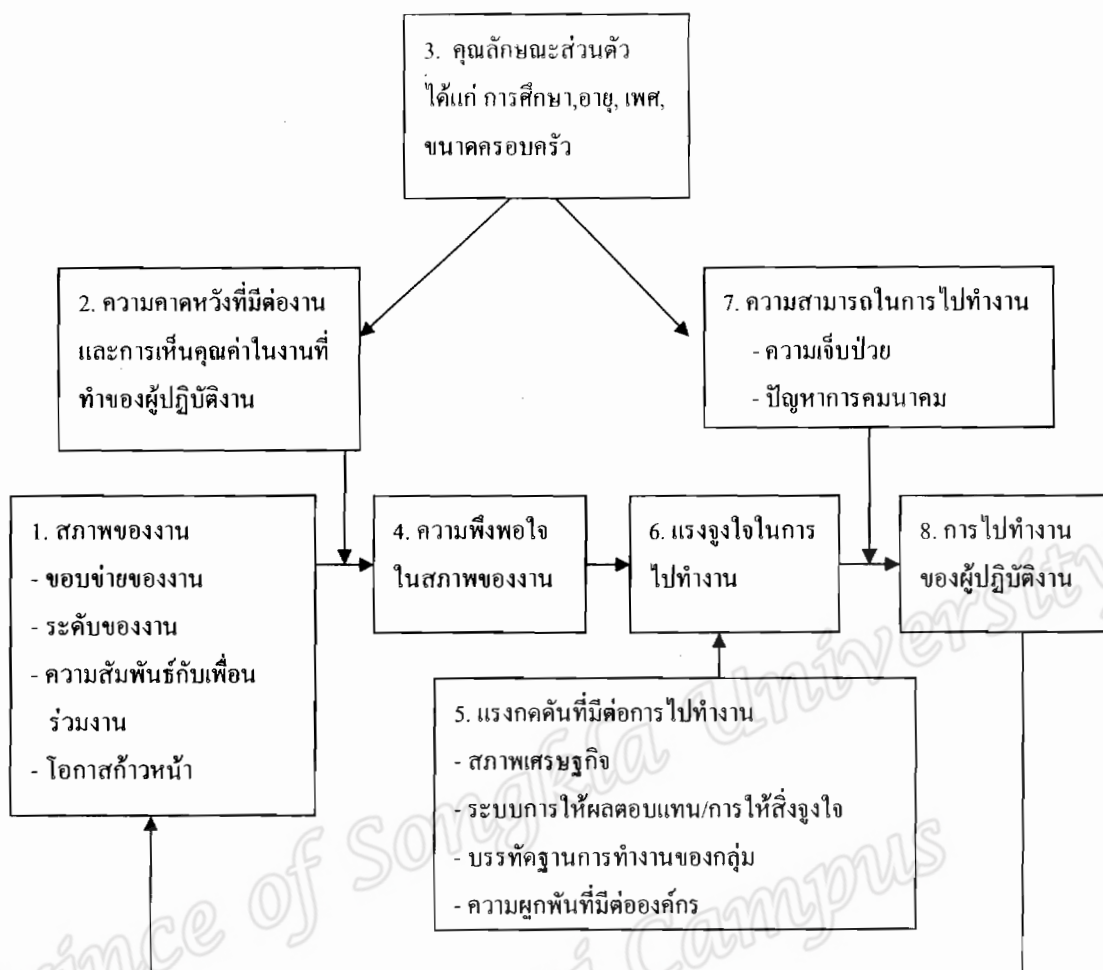 3. คุณลักษณะส่วนตัว
ได้แก่ การศึกษา,อายุ, เพศ,
ขนาดครอบครัว
2. ความคาดหวังที่มีต่องาน
และการเห็นคุณค่าในงานที่
ทำของผู้ปฏิบัติงาน
7. ความสามารถในการไปทำงาน
- ความเจ็บป่วย
- ปัญหาการคมนาคม
1. สภาพของงาน
- ขอบข่ายของงาน
- ระดับของงาน
- ความสัมพันธ์กับเพื่อน
ร่วมงาน
- โอกาสก้าวหน้า
4. ความพึงพอใจ
ในสภาพของงาน
6. แรงจูงใจในการ
ไปทำงาน
8. การไปทำงาน
ของผู้ปฏิบัติงาน
5. แรงกดดันที่มีต่อการไปทำงาน
- สภาพเศรษฐกิจ
- ระบบการให้ผลตอบแทน/การให้สิ่งจูงใจ
- บรรทัดฐานการทำงานของกลุ่ม
- ความผูกพันที่มีต่อองค์กร
of Songkla University
Campus